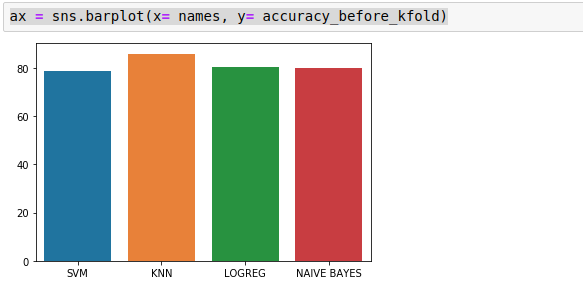 ax = sns.barplot(x= names, y= accuracy_before_kfold)
80
60
40
20
0
SVM KNN LOGREG NAIVE BAYES